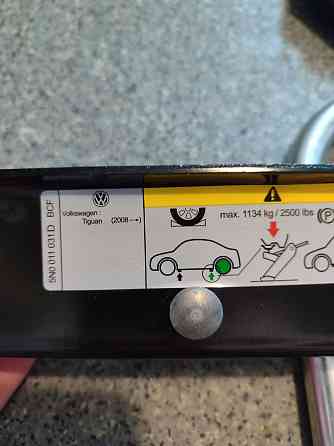 5N0 011 031 D BCF
Volkswagen :
Tiguan (2008→)
max. 1134 kg / 2500 lbs
P